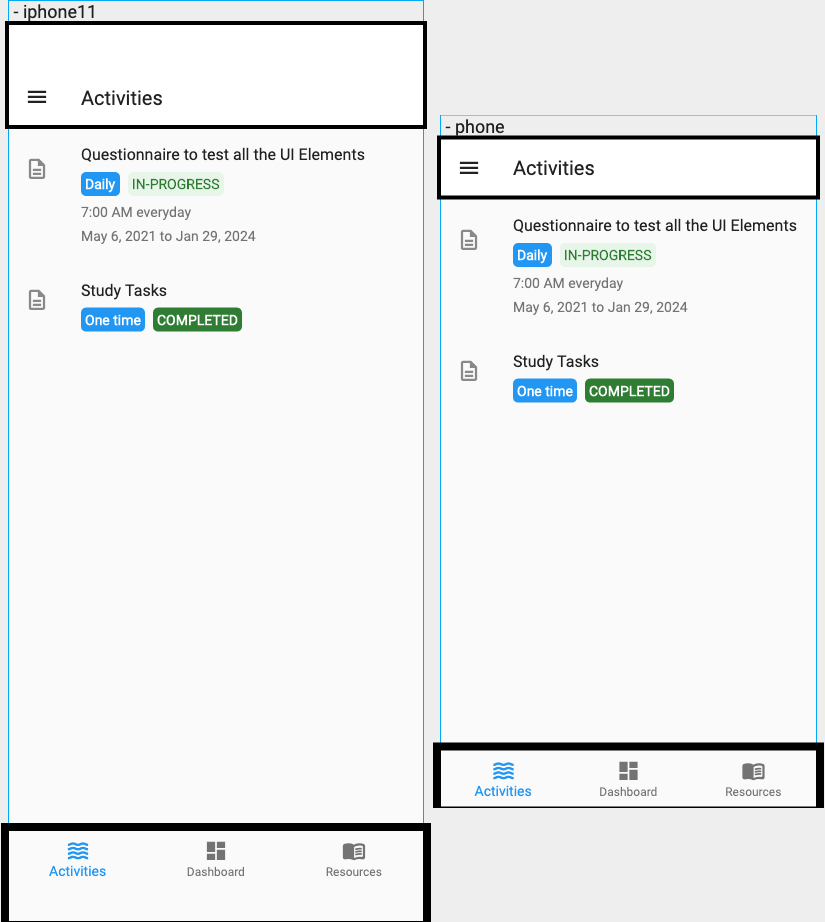 - iphone11
Activities
Questionnaire to test all the UI Elements
Daily IN-PROGRESS
7:00 AM everyday
May 6, 2021 to Jan 29, 2024
Study Tasks
One time COMPLETED
Activities Dashboard Resources
- phone
Activities
Questionnaire to test all the UI Elements
Daily IN-PROGRESS
7:00 AM everyday
May 6, 2021 to Jan 29, 2024
Study Tasks
One time COMPLETED
Activities Dashboard Resources